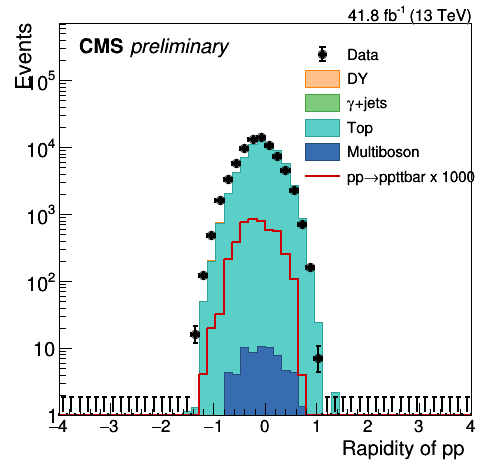 41.8 fb⁻¹ (13 TeV)
Events
CMS preliminary
Data
DY
γ+jets
Top
Multiboson
pp→ppttbar x 1000
10⁵
10⁴
10³
10²
10
1
−4 −3 −2 −1 0 1 2 3 4
Rapidity of pp